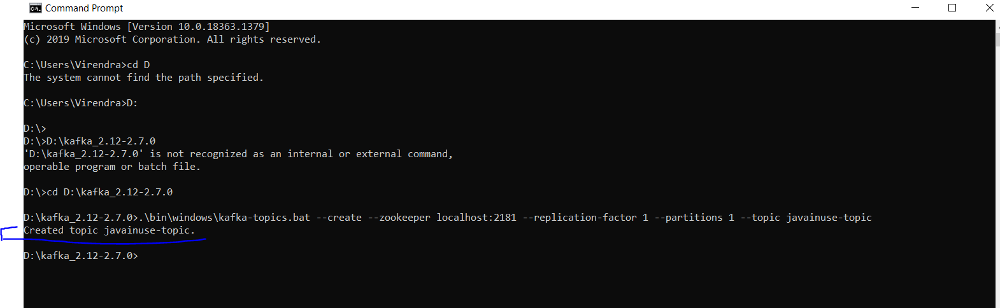 Command Prompt
Microsoft Windows [Version 10.0.18363.1379]
(c) 2019 Microsoft Corporation. All rights reserved.
C:\Users\Virendra>cd D
The system cannot find the path specified.
C:\Users\Virendra>D:
D:\>
D:\>D:\kafka_2.12-2.7.0
'D:\kafka_2.12-2.7.0' is not recognized as an internal or external command,
operable program or batch file.
D:\>cd D:\kafka_2.12-2.7.0
D:\kafka_2.12-2.7.0>.\bin\windows\kafka-topics.bat --create --zookeeper localhost:2181 --replication-factor 1 --partitions 1 --topic javainuse-topic
Created topic javainuse-topic.
D:\kafka_2.12-2.7.0>